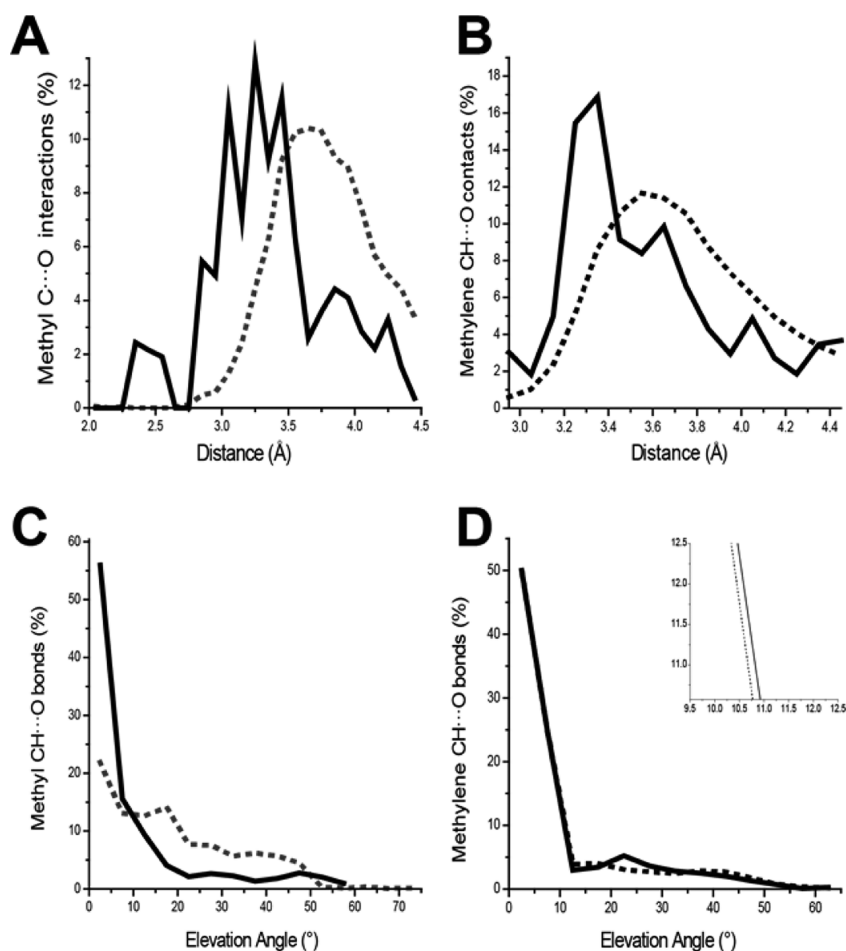 A
Methyl C···O interactions (%)
12
10
8
6
4
2
0
2.0 2.5 3.0 3.5 4.0 4.5
Distance (Å)
B
Methylene CH···O contacts (%)
18
16
14
12
10
8
6
4
2
0
3.0 3.2 3.4 3.6 3.8 4.0 4.2 4.4
Distance (Å)
C
Methyl CH···O bonds (%)
60
50
40
30
20
10
0
0 10 20 30 40 50 60 70
Elevation Angle (°)
D
Methylene CH···O bonds (%)
50
40
30
20
10
0
0 10 20 30 40 50 60
Elevation Angle (°)
12.5
12.0
11.5
11.0
9.5 10.0 10.5 11.0 11.5 12.0 12.5